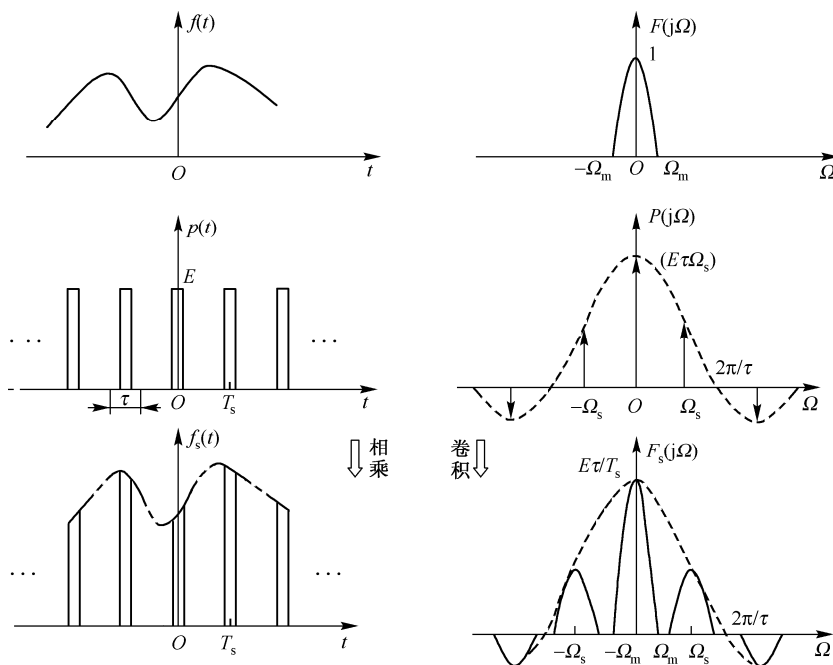 f(t)
O
t
F(jΩ)
1
−Ωm
O
Ωm
Ω
p(t)
E
· · ·
· · ·
τ
O
Ts
t
P(jΩ)
(EτΩs)
2π/τ
−Ωs
O
Ωs
Ω
fs(t)
相乘
· · ·
· · ·
O
Ts
t
卷积
Eτ/Ts
Fs(jΩ)
2π/τ
−Ωs
−Ωm
O
Ωm
Ωs
Ω